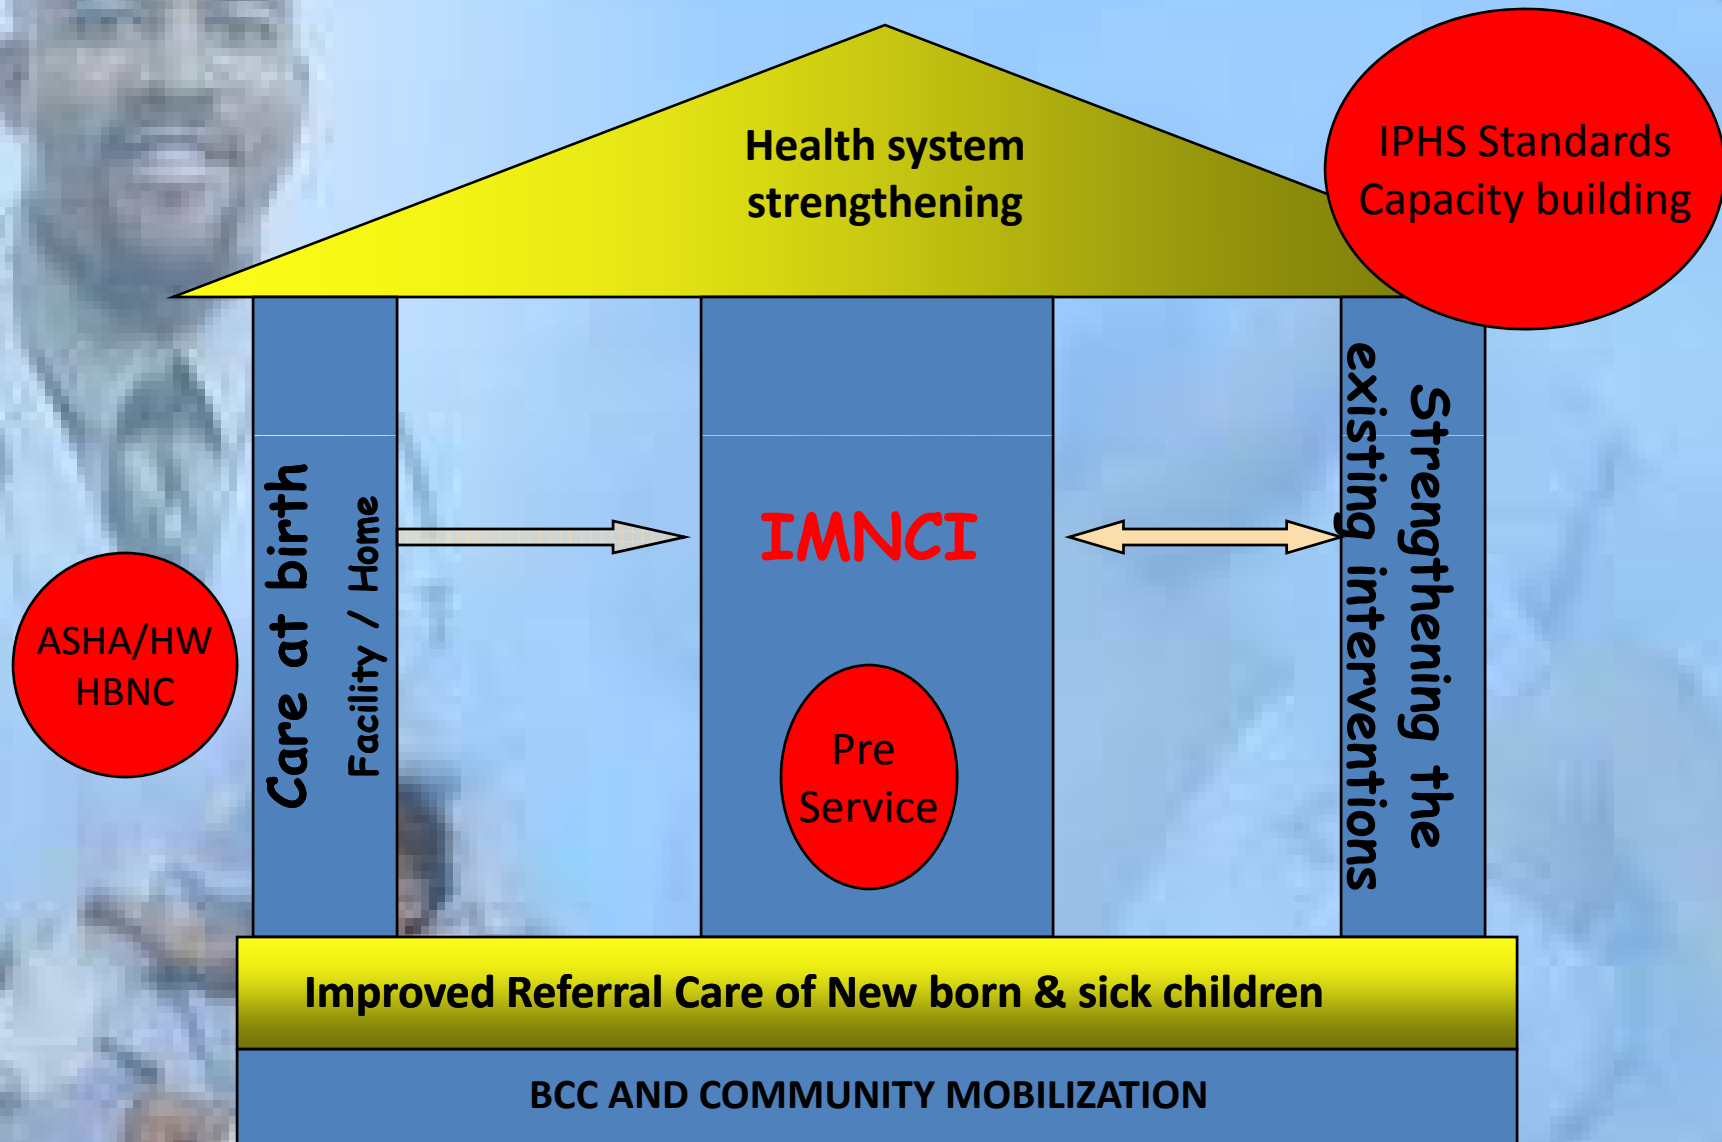 Health system
strengthening
IPHS Standards
Capacity building
ASHA/HW
HBNC
Care at birth
Facility / Home
IMNCI
Pre
Service
Strengthening the
existing interventions
Improved Referral Care of New born & sick children
BCC AND COMMUNITY MOBILIZATION